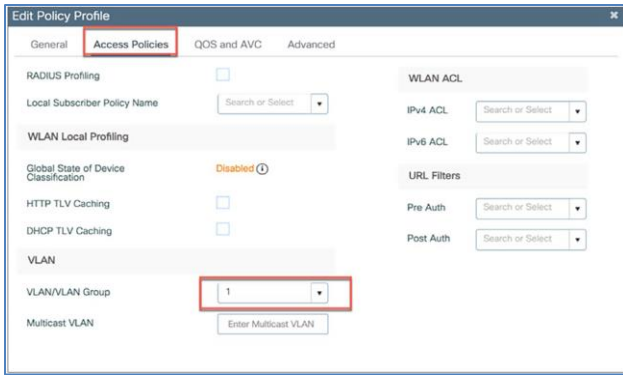 Edit Policy Profile
General Access Policies QOS and AVC Advanced
RADIUS Profiling
Local Subscriber Policy Name Search or Select
WLAN Local Profiling
Global State of Device Classification Disabled
HTTP TLV Caching
DHCP TLV Caching
VLAN
VLAN/VLAN Group 1
Multicast VLAN Enter Multicast VLAN
WLAN ACL
IPv4 ACL Search or Select
IPv6 ACL Search or Select
URL Filters
Pre Auth Search or Select
Post Auth Search or Select